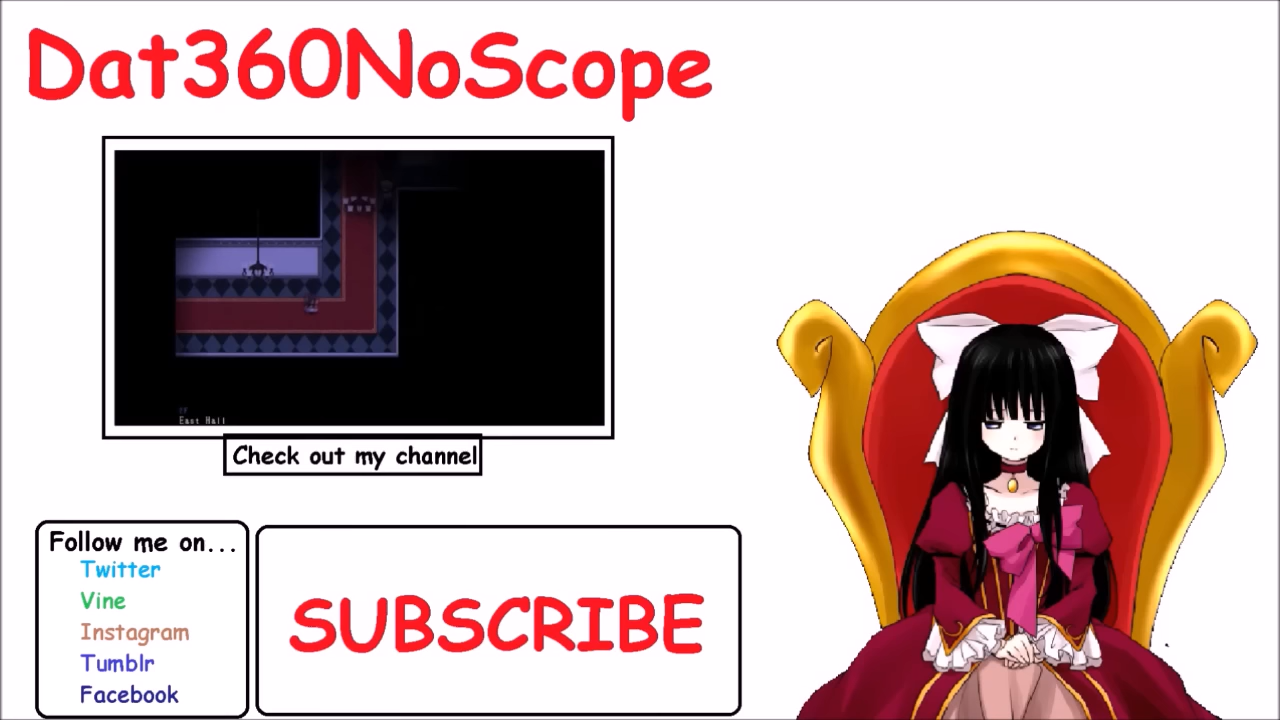 Dat360NoScope
East Hall
Check out my channel
Follow me on...
Twitter
Vine
Instagram
Tumblr
Facebook
SUBSCRIBE